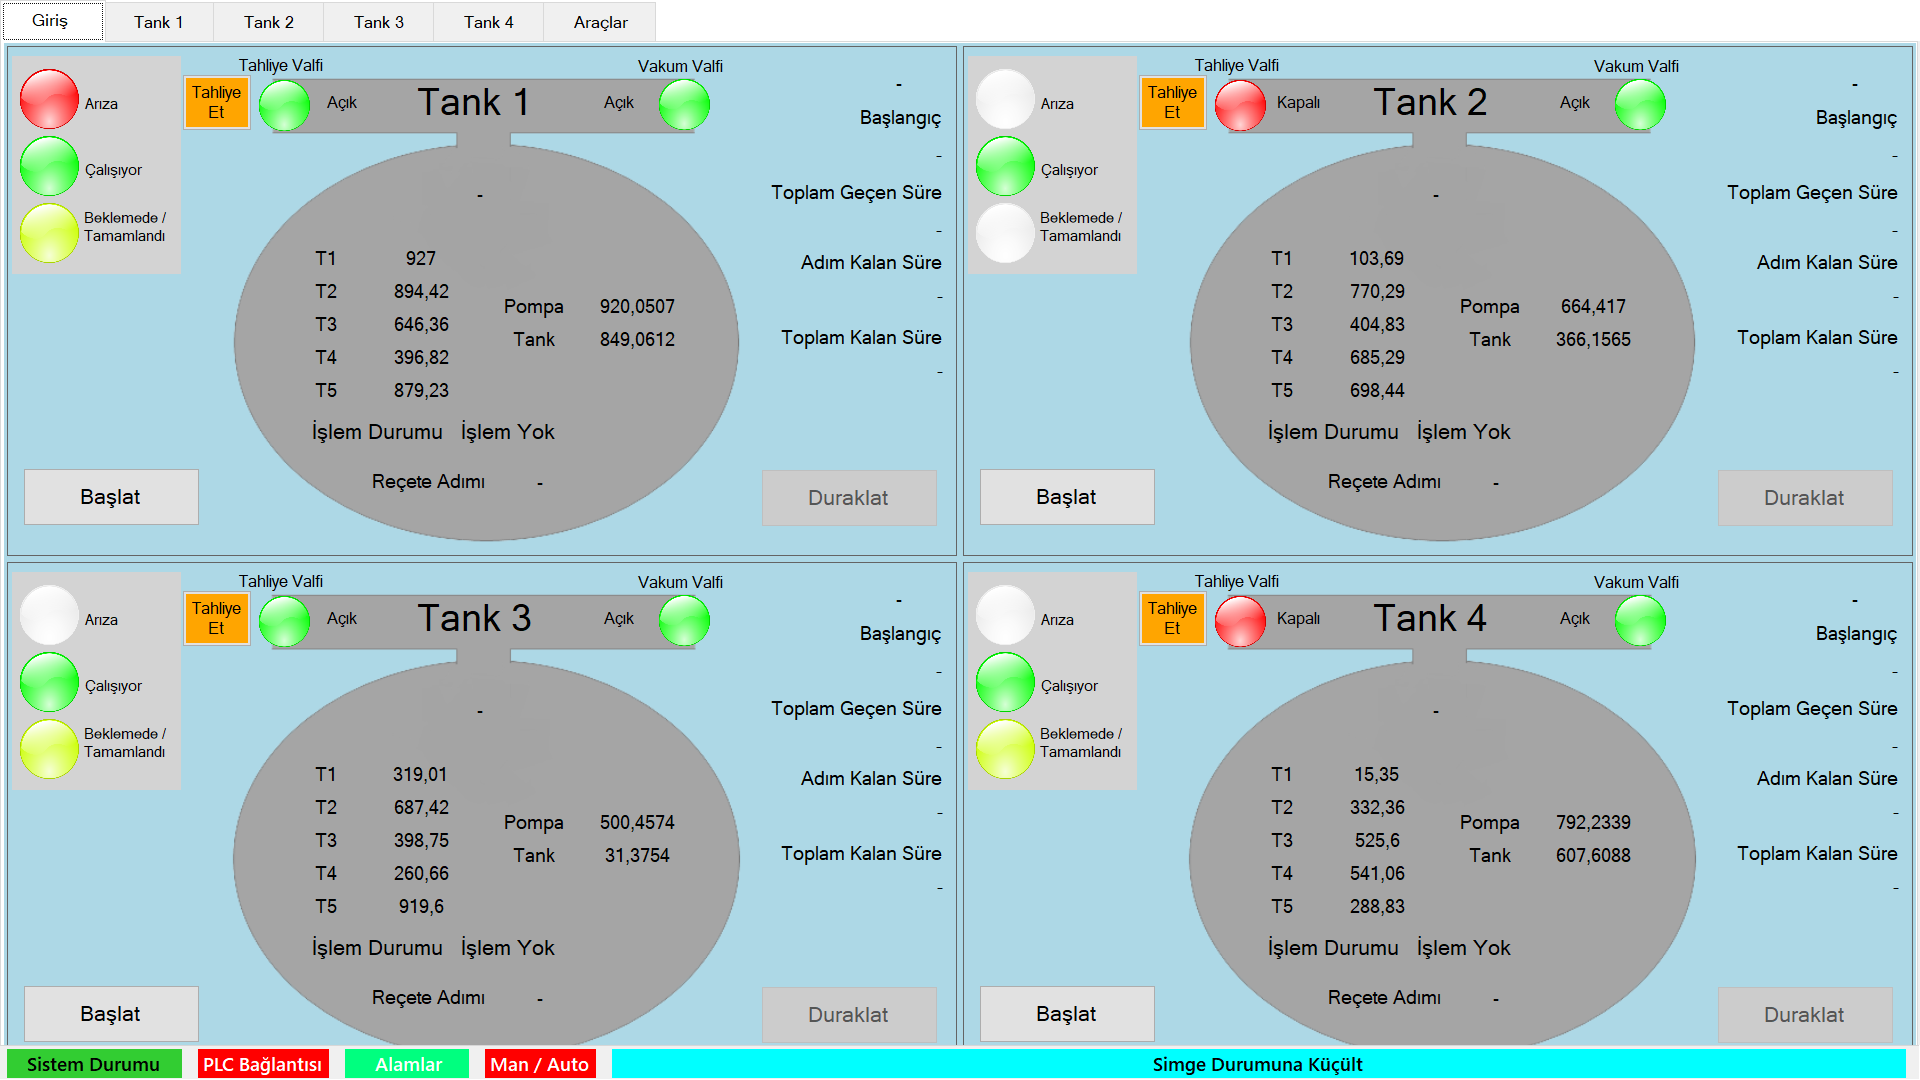 Giriş
Tank 1
Tank 2
Tank 3
Tank 4
Araçlar
Arıza
Çalışıyor
Beklemede /
Tamamlandı
Tahliye
Et
Tahliye Valfi
Açık
Tank 1
Vakum Valfi
Açık
-
Başlangıç
-
Toplam Geçen Süre
-
Adım Kalan Süre
-
Toplam Kalan Süre
-
-
T1 927
T2 894,42
T3 646,36
T4 396,82
T5 879,23
Pompa 920,0507
Tank 849,0612
İşlem Durumu İşlem Yok
Reçete Adımı -
Başlat
Duraklat
Arıza
Çalışıyor
Beklemede /
Tamamlandı
Tahliye
Et
Tahliye Valfi
Kapalı
Tank 2
Vakum Valfi
Açık
-
Başlangıç
-
Toplam Geçen Süre
-
Adım Kalan Süre
-
Toplam Kalan Süre
-
-
T1 103,69
T2 770,29
T3 404,83
T4 685,29
T5 698,44
Pompa 664,417
Tank 366,1565
İşlem Durumu İşlem Yok
Reçete Adımı -
Başlat
Duraklat
Arıza
Çalışıyor
Beklemede /
Tamamlandı
Tahliye
Et
Tahliye Valfi
Açık
Tank 3
Vakum Valfi
Açık
-
Başlangıç
-
Toplam Geçen Süre
-
Adım Kalan Süre
-
Toplam Kalan Süre
-
-
T1 319,01
T2 687,42
T3 398,75
T4 260,66
T5 919,6
Pompa 500,4574
Tank 31,3754
İşlem Durumu İşlem Yok
Reçete Adımı -
Başlat
Duraklat
Arıza
Çalışıyor
Beklemede /
Tamamlandı
Tahliye
Et
Tahliye Valfi
Kapalı
Tank 4
Vakum Valfi
Açık
-
Başlangıç
-
Toplam Geçen Süre
-
Adım Kalan Süre
-
Toplam Kalan Süre
-
-
T1 15,35
T2 332,36
T3 525,6
T4 541,06
T5 288,83
Pompa 792,2339
Tank 607,6088
İşlem Durumu İşlem Yok
Reçete Adımı -
Başlat
Duraklat
Sistem Durumu
PLC Bağlantısı
Alamlar
Man / Auto
Simge Durumuna Küçült